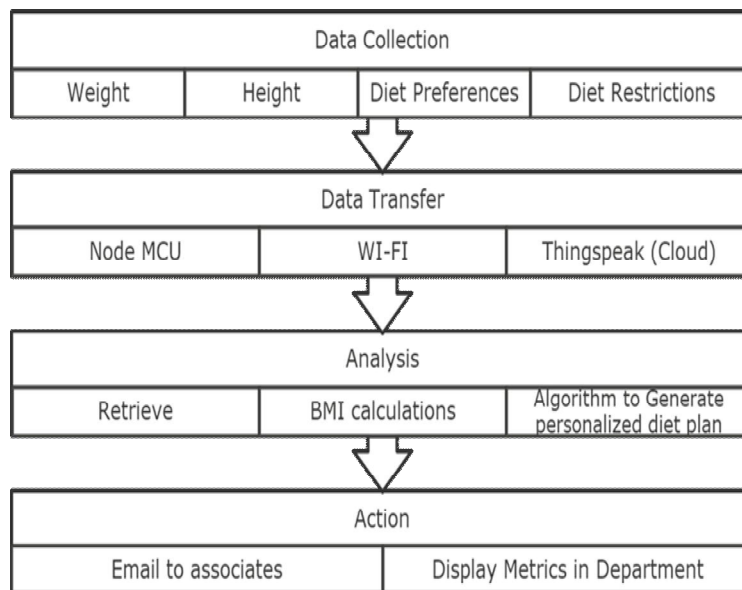 Data Collection
Weight Height Diet Preferences Diet Restrictions
Data Transfer
Node MCU WI-FI Thingspeak (Cloud)
Analysis
Retrieve BMI calculations Algorithm to Generate
personalized diet plan
Action
Email to associates Display Metrics in Department